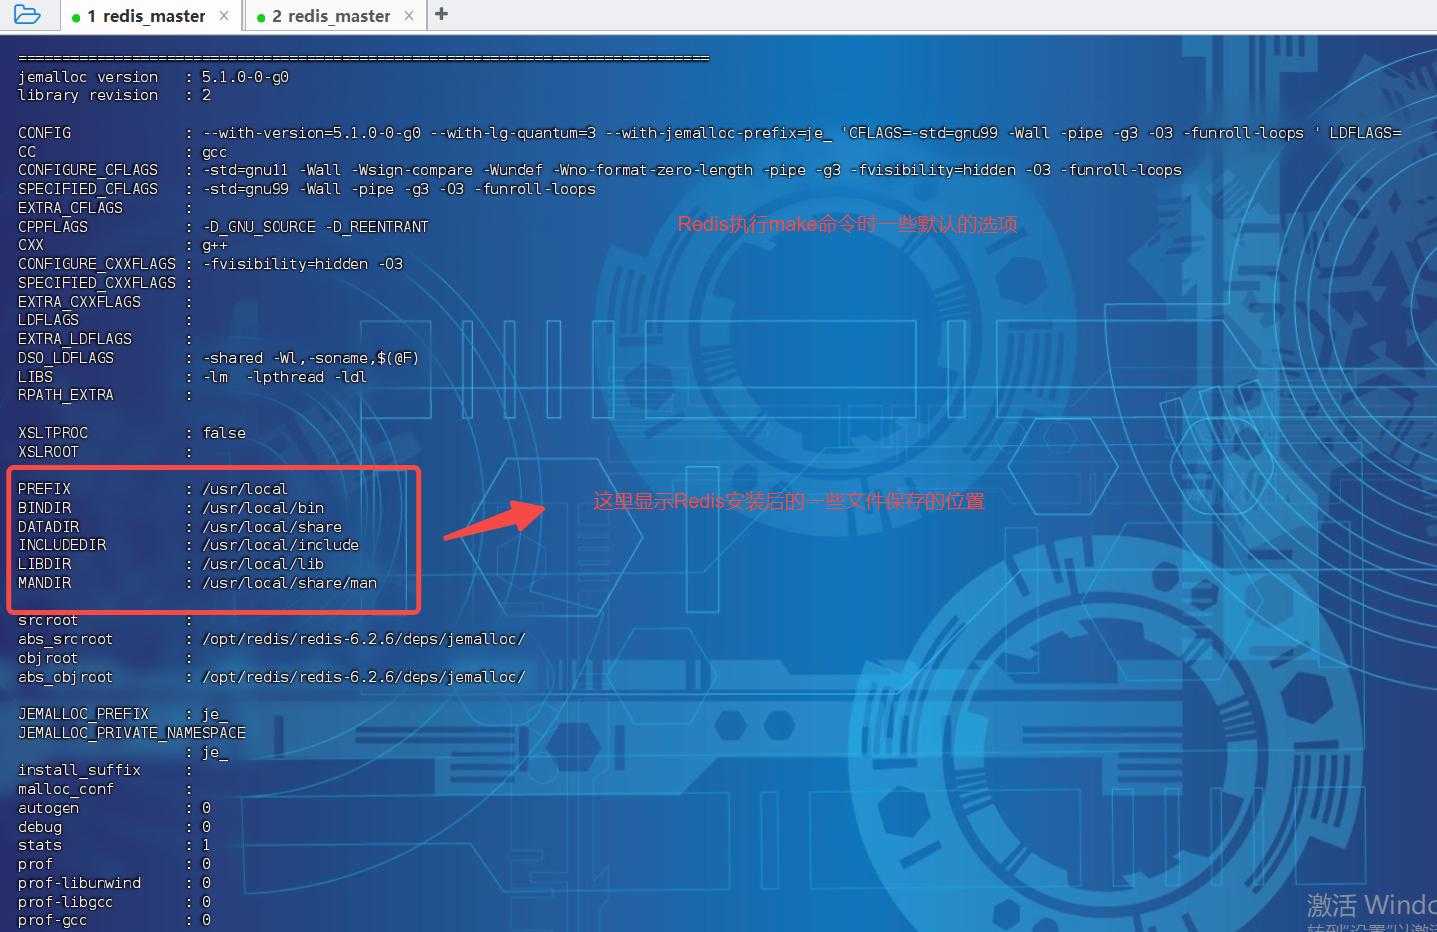 1 redis_master ×
2 redis_master ×
+
===============================================================================
jemalloc version   : 5.1.0-0-g0
library revision   : 2
CONFIG             : --with-version=5.1.0-0-g0 --with-lg-quantum=3 --with-jemalloc-prefix=je_ 'CFLAGS=-std=gnu99 -Wall -pipe -g3 -O3 -funroll-loops ' LDFLAGS=
CC                 : gcc
CONFIGURE_CFLAGS   : -std=gnu11 -Wall -Wsign-compare -Wundef -Wno-format-zero-length -pipe -g3 -fvisibility=hidden -O3 -funroll-loops
SPECIFIED_CFLAGS   : -std=gnu99 -Wall -pipe -g3 -O3 -funroll-loops
EXTRA_CFLAGS       :
CPPFLAGS           : -D_GNU_SOURCE -D_REENTRANT
Redis执行make命令时一些默认的选项
CXX                : g++
CONFIGURE_CXXFLAGS : -fvisibility=hidden -O3
SPECIFIED_CXXFLAGS :
EXTRA_CXXFLAGS     :
LDFLAGS            :
EXTRA_LDFLAGS      :
DSO_LDFLAGS        : -shared -Wl,-soname,$(@F)
LIBS               : -lm  -lpthread -ldl
RPATH_EXTRA        :
XSLTPROC           : false
XSLROOT            :
PREFIX             : /usr/local
BINDIR             : /usr/local/bin
这里显示Redis安装后的一些文件保存的位置
DATADIR            : /usr/local/share
INCLUDEDIR         : /usr/local/include
LIBDIR             : /usr/local/lib
MANDIR             : /usr/local/share/man
srcroot            :
abs_srcroot        : /opt/redis/redis-6.2.6/deps/jemalloc/
objroot            :
abs_objroot        : /opt/redis/redis-6.2.6/deps/jemalloc/
JEMALLOC_PREFIX    : je_
JEMALLOC_PRIVATE_NAMESPACE
                   : je_
install_suffix     :
malloc_conf        :
autogen            : 0
debug              : 0
stats              : 1
prof               : 0
prof-libunwind     : 0
prof-libgcc        : 0
prof-gcc           : 0
激活 Windo
转到"设置"以激